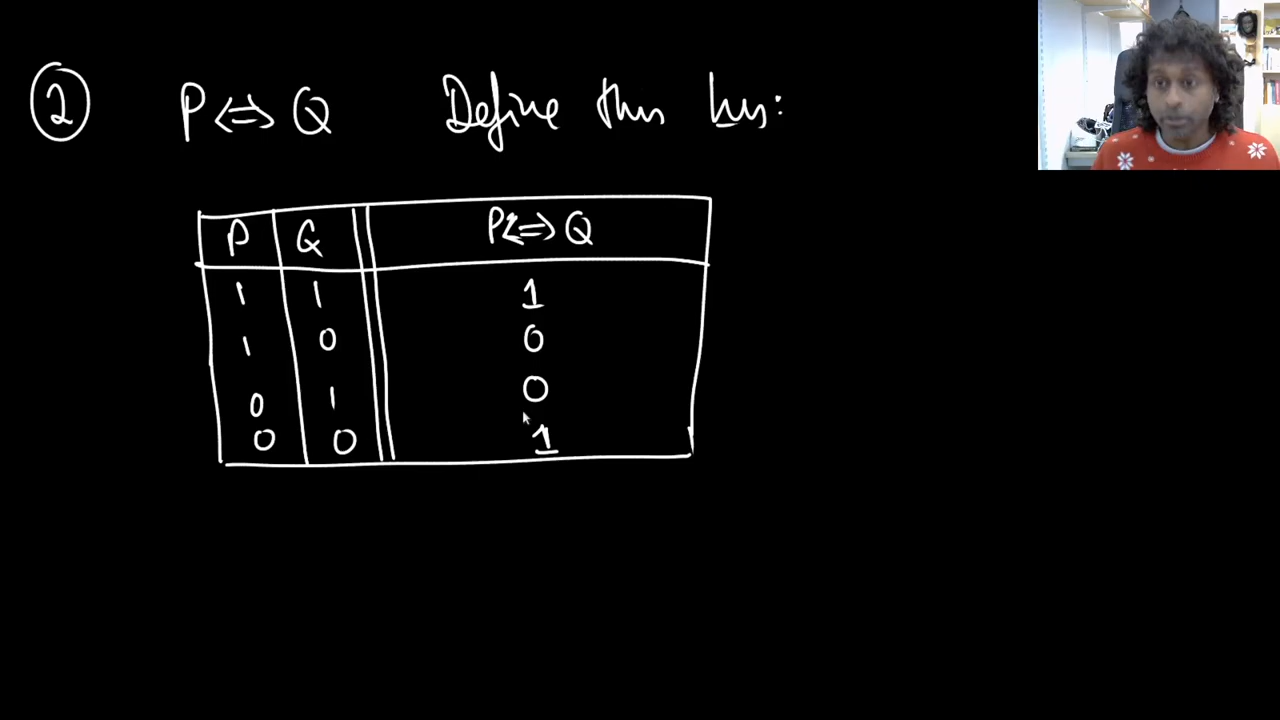 ② P ⇔ Q Define this by:
P Q P ⇔ Q
1 1 1
1 0 0
0 1 0
0 0 1